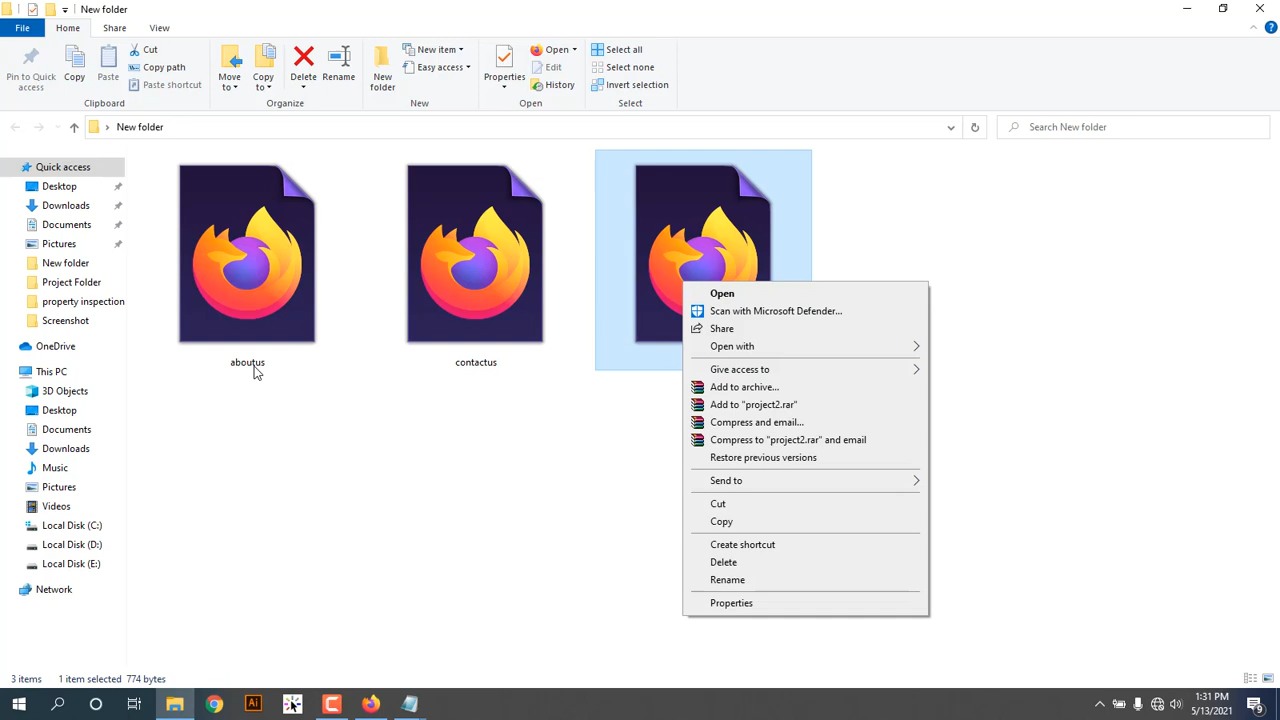 New folder
File
Home
Share
View
Pin to Quick access
Copy
Paste
Cut
Copy path
Paste shortcut
Clipboard
Move to
Copy to
Delete
Rename
Organize
New folder
New item
Easy access
New
Properties
Open
Edit
History
Open
Select all
Select none
Invert selection
Select
New folder
Search New folder
Quick access
Desktop
Downloads
Documents
Pictures
New folder
Project Folder
property inspection
Screenshot
OneDrive
This PC
3D Objects
Desktop
Documents
Downloads
Music
Pictures
Videos
Local Disk (C:)
Local Disk (D:)
Local Disk (E:)
Network
aboutus
contactus
Open
Scan with Microsoft Defender...
Share
Open with
Give access to
Add to archive...
Add to "project2.rar"
Compress and email...
Compress to "project2.rar" and email
Restore previous versions
Send to
Cut
Copy
Create shortcut
Delete
Rename
Properties
3 items
1 item selected 774 bytes
Ai
1:31 PM
5/13/2021
9